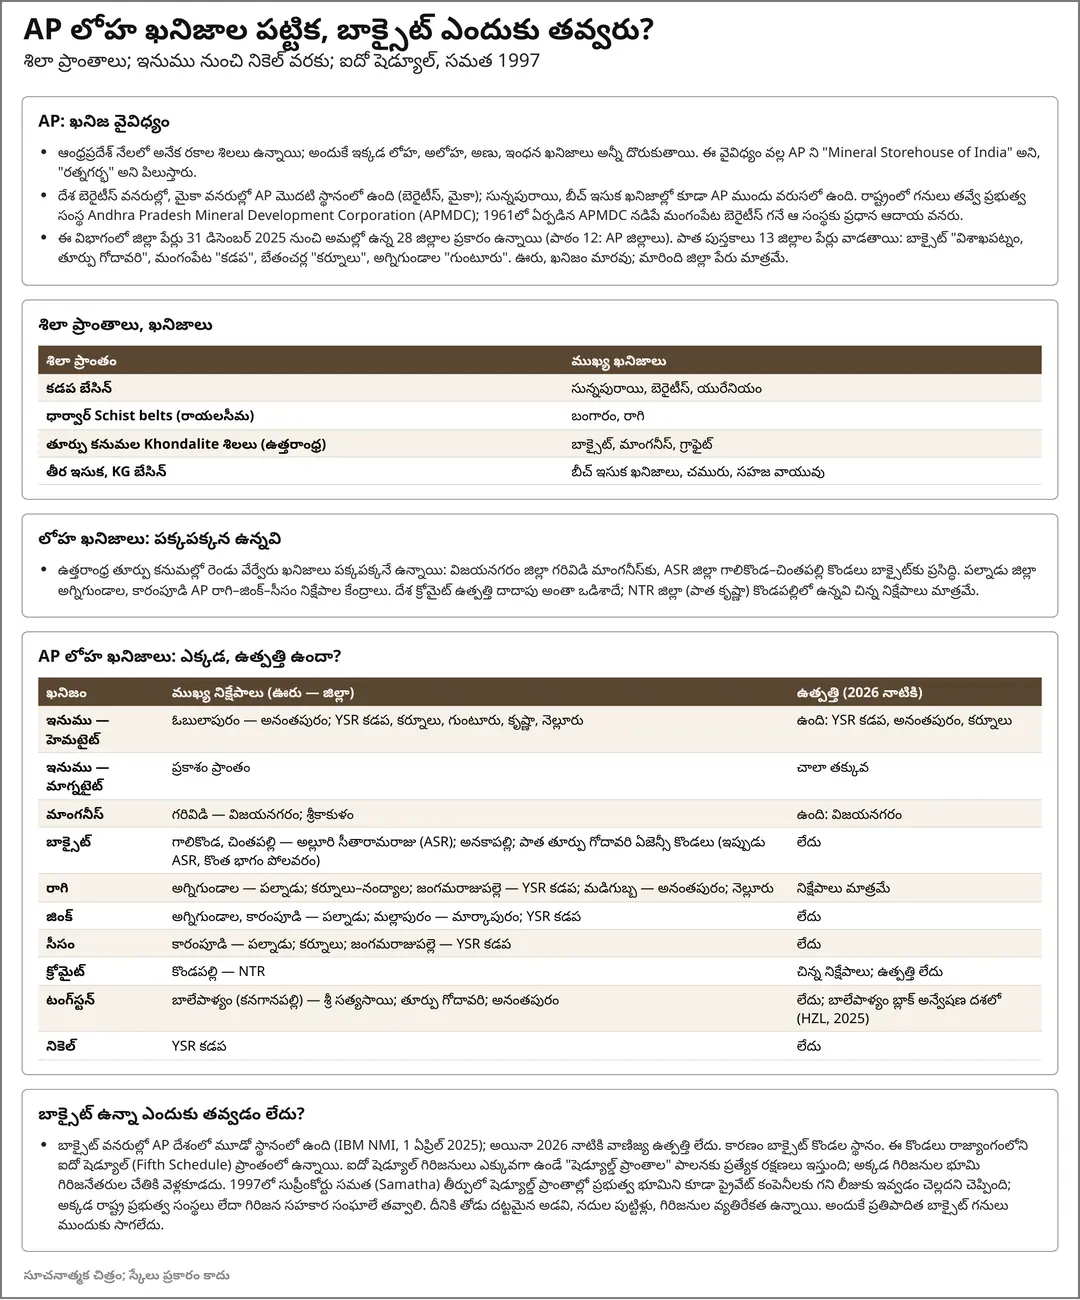 AP లోహ ఖనిజాల పట్టిక, బాక్సైట్ ఎందుకు తవ్వరు?
శిలా ప్రాంతాలు; ఇనుము నుంచి నికెల్ వరకు; ఐదో షెడ్యూల్, సమత 1997
AP: ఖనిజ వైవిధ్యం
• ఆంధ్రప్రదేశ్ నేలలో అనేక రకాల శిలలు ఉన్నాయి; అందుకే ఇక్కడ లోహ, అలోహ, అణు, ఇంధన ఖనిజాలు అన్నీ దొరుకుతాయి. ఈ వైవిధ్యం వల్ల AP ని "Mineral Storehouse of India" అని,
"రత్నగర్భ" అని పిలుస్తారు.
• దేశ బెరైటీస్ వనరుల్లో, మైకా వనరుల్లో AP మొదటి స్థానంలో ఉంది (బెరైటీస్, మైకా); సున్నపురాయి, బీచ్ ఇసుక ఖనిజాల్లో కూడా AP ముందు వరుసలో ఉంది. రాష్ట్రంలో గనులు తవ్వే ప్రభుత్వ
సంస్థ Andhra Pradesh Mineral Development Corporation (APMDC); 1961లో ఏర్పడిన APMDC నడిపే మంగంపేట బెరైటీస్ గనే ఆ సంస్థకు ప్రధాన ఆదాయ వనరు.
• ఈ విభాగంలో జిల్లా పేర్లు 31 డిసెంబర్ 2025 నుంచి అమల్లో ఉన్న 28 జిల్లాల ప్రకారం ఉన్నాయి (పాఠం 12: AP జిల్లాలు). పాత పుస్తకాలు 13 జిల్లాల పేర్లు వాడతాయి: బాక్సైట్ "విశాఖపట్నం,
తూర్పు గోదావరి", మంగంపేట "కడప", బేతంచర్ల "కర్నూలు", అగ్నిగుండాల "గుంటూరు". ఊరు, ఖనిజం మారవు; మారింది జిల్లా పేరు మాత్రమే.
శిలా ప్రాంతాలు, ఖనిజాలు
శిలా ప్రాంతం ముఖ్య ఖనిజాలు
కడప బేసిన్ సున్నపురాయి, బెరైటీస్, యురేనియం
ధార్వార్ Schist belts (రాయలసీమ) బంగారం, రాగి
తూర్పు కనుమల Khondalite శిలలు (ఉత్తరాంధ్ర) బాక్సైట్, మాంగనీస్, గ్రాఫైట్
తీర ఇసుక, KG బేసిన్ బీచ్ ఇసుక ఖనిజాలు, చమురు, సహజ వాయువు
లోహ ఖనిజాలు: పక్కపక్కన ఉన్నవి
• ఉత్తరాంధ్ర తూర్పు కనుమల్లో రెండు వేర్వేరు ఖనిజాలు పక్కపక్కనే ఉన్నాయి: విజయనగరం జిల్లా గరివిడి మాంగనీస్‌కు, ASR జిల్లా గాలికొండ–చింతపల్లి కొండలు బాక్సైట్‌కు ప్రసిద్ధి. పల్నాడు జిల్లా
అగ్నిగుండాల, కారంపూడి AP రాగి–జింక్–సీసం నిక్షేపాల కేంద్రాలు. దేశ క్రోమైట్ ఉత్పత్తి దాదాపు అంతా ఒడిశాదే; NTR జిల్లా (పాత కృష్ణా) కొండపల్లిలో ఉన్నవి చిన్న నిక్షేపాలు మాత్రమే.
AP లోహ ఖనిజాలు: ఎక్కడ, ఉత్పత్తి ఉందా?
ఖనిజం ముఖ్య నిక్షేపాలు (ఊరు — జిల్లా) ఉత్పత్తి (2026 నాటికి)
ఇనుము — ఓబులాపురం — అనంతపురం; YSR కడప, కర్నూలు, గుంటూరు, కృష్ణా, నెల్లూరు ఉంది: YSR కడప, అనంతపురం, కర్నూలు
హెమటైట్
ఇనుము — ప్రకాశం ప్రాంతం చాలా తక్కువ
మాగ్నటైట్
మాంగనీస్ గరివిడి — విజయనగరం; శ్రీకాకుళం ఉంది: విజయనగరం
బాక్సైట్ గాలికొండ, చింతపల్లి — అల్లూరి సీతారామరాజు (ASR); అనకాపల్లి; పాత తూర్పు గోదావరి ఏజెన్సీ కొండలు (ఇప్పుడు లేదు
ASR, కొంత భాగం పోలవరం)
రాగి అగ్నిగుండాల — పల్నాడు; కర్నూలు–నంద్యాల; జంగమరాజుపల్లె — YSR కడప; మడిగుబ్బ — అనంతపురం; నెల్లూరు నిక్షేపాలు మాత్రమే
జింక్ అగ్నిగుండాల, కారంపూడి — పల్నాడు; మల్లాపురం — మార్కాపురం; YSR కడప లేదు
సీసం కారంపూడి — పల్నాడు; కర్నూలు; జంగమరాజుపల్లె — YSR కడప లేదు
క్రోమైట్ కొండపల్లి — NTR చిన్న నిక్షేపాలు; ఉత్పత్తి లేదు
టంగ్‌స్టన్ బాలేపాళ్యం (కనగానపల్లి) — శ్రీ సత్యసాయి; తూర్పు గోదావరి; అనంతపురం లేదు; బాలేపాళ్యం బ్లాక్ అన్వేషణ దశలో
(HZL, 2025)
నికెల్ YSR కడప లేదు
బాక్సైట్ ఉన్నా ఎందుకు తవ్వడం లేదు?
• బాక్సైట్ వనరుల్లో AP దేశంలో మూడో స్థానంలో ఉంది (IBM NMI, 1 ఏప్రిల్ 2025); అయినా 2026 నాటికి వాణిజ్య ఉత్పత్తి లేదు. కారణం బాక్సైట్ కొండల స్థానం. ఈ కొండలు రాజ్యాంగంలోని
ఐదో షెడ్యూల్ (Fifth Schedule) ప్రాంతంలో ఉన్నాయి. ఐదో షెడ్యూల్ గిరిజనులు ఎక్కువగా ఉండే "షెడ్యూల్డ్ ప్రాంతాల" పాలనకు ప్రత్యేక రక్షణలు ఇస్తుంది; అక్కడ గిరిజనుల భూమి
గిరిజనేతరుల చేతికి వెళ్లకూడదు. 1997లో సుప్రీంకోర్టు సమత (Samatha) తీర్పులో షెడ్యూల్డ్ ప్రాంతాల్లో ప్రభుత్వ భూమిని కూడా ప్రైవేట్ కంపెనీలకు గని లీజుకు ఇవ్వడం చెల్లదని చెప్పింది;
అక్కడ రాష్ట్ర ప్రభుత్వ సంస్థలు లేదా గిరిజన సహకార సంఘాలే తవ్వాలి. దీనికి తోడు దట్టమైన అడవి, నదుల పుట్టిళ్లు, గిరిజనుల వ్యతిరేకత ఉన్నాయి. అందుకే ప్రతిపాదిత బాక్సైట్ గనులు
ముందుకు సాగలేదు.
సూచనాత్మక చిత్రం; స్కేలు ప్రకారం కాదు